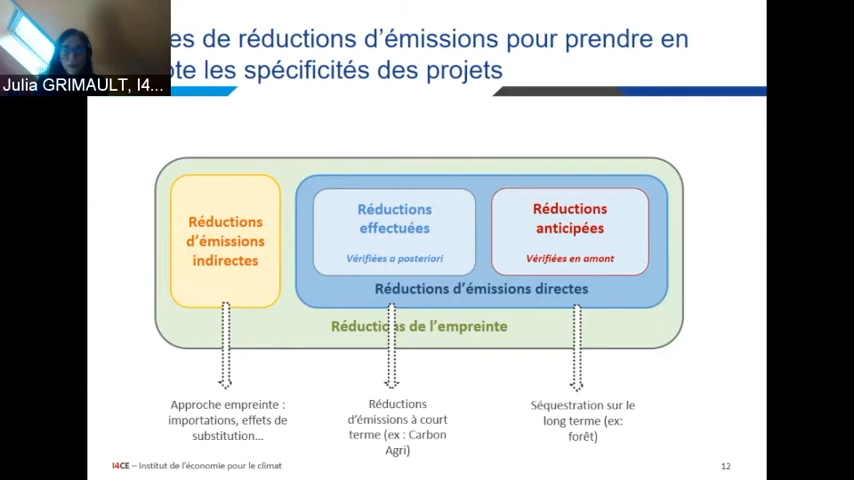 es de réductions d'émissions pour prendre en
te les spécificités des projets
Julia GRIMAULT, I4...
Réductions
d'émissions
indirectes
Réductions
effectuées
Vérifiées a posteriori
Réductions
anticipées
Vérifiées en amont
Réductions d'émissions directes
Réductions de l'empreinte
Approche empreinte :
importations, effets de
substitution...
Réductions
d'émissions à court
terme (ex : Carbon
Agri)
Séquestration sur le
long terme (ex:
forêt)
I4CE – Institut de l'économie pour le climat
12